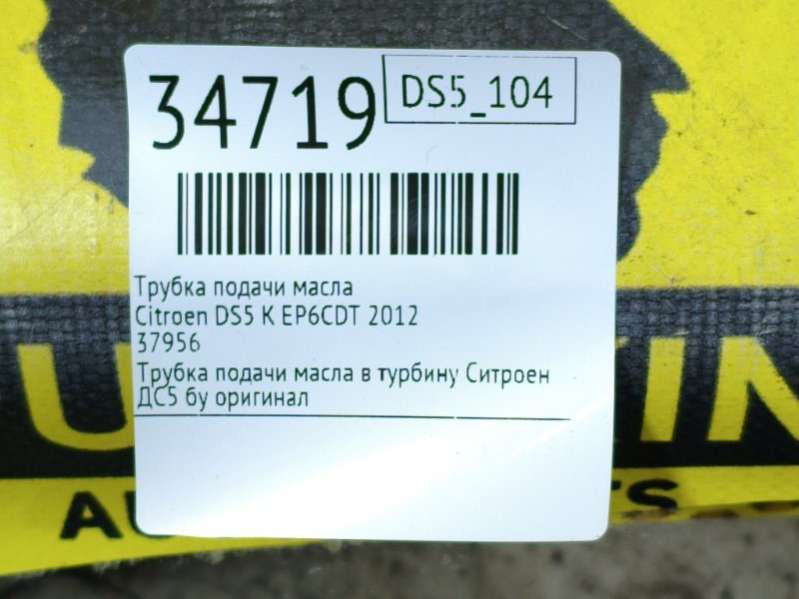 34719 DS5_104
Трубка подачи масла
Citroen DS5 K EP6CDT 2012
37956
Трубка подачи масла в турбину Ситроен
ДС5 бу оригинал